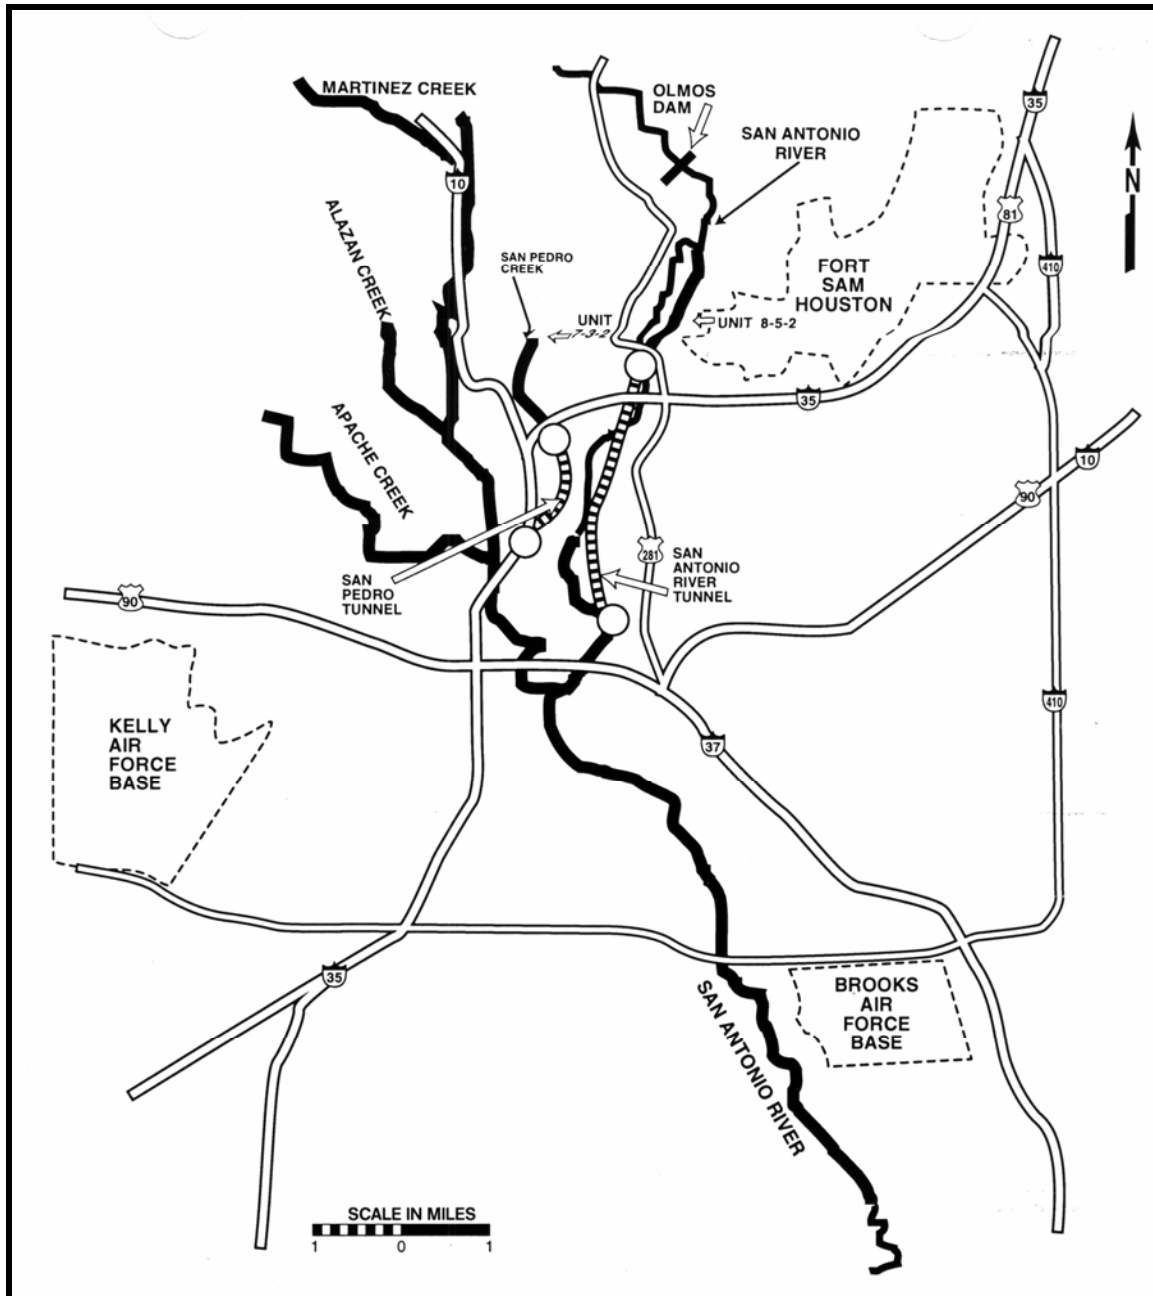 MARTINEZ CREEK
OLMOS
DAM
SAN ANTONIO
RIVER
35
N
10
81
ALAZAN CREEK
SAN PEDRO
CREEK
410
FORT
SAM
HOUSTON
UNIT
7-3-2
UNIT 8-5-2
35
APACHE CREEK
10
90
281
SAN
ANTONIO
RIVER
TUNNEL
SAN
PEDRO
TUNNEL
90
410
KELLY
AIR
FORCE
BASE
37
35
SAN ANTONIO RIVER
BROOKS
AIR
FORCE
BASE
SCALE IN MILES
1 0 1